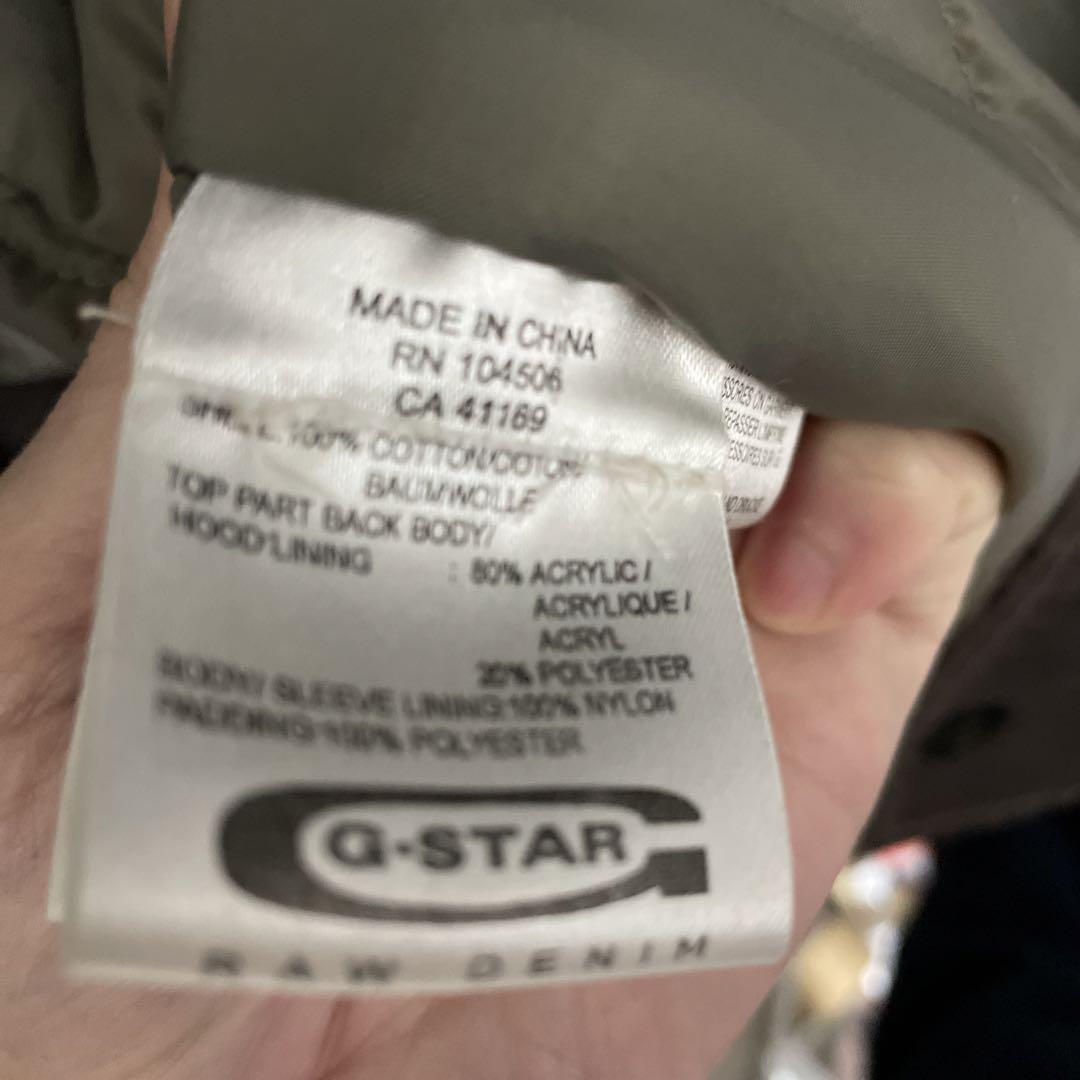 MADE IN CHINA
RN 104506
CA 41169
100% COTTON/COTON/
BAUMWOLLE
TOP PART BACK BODY/
HOOD LINING : 80% ACRYLIC /
ACRYLIQUE /
ACRYL
20% POLYESTER
BODY/ SLEEVE LINING:100% NYLON
PADDING:100% POLYESTER
G-STAR
RAW DENIM